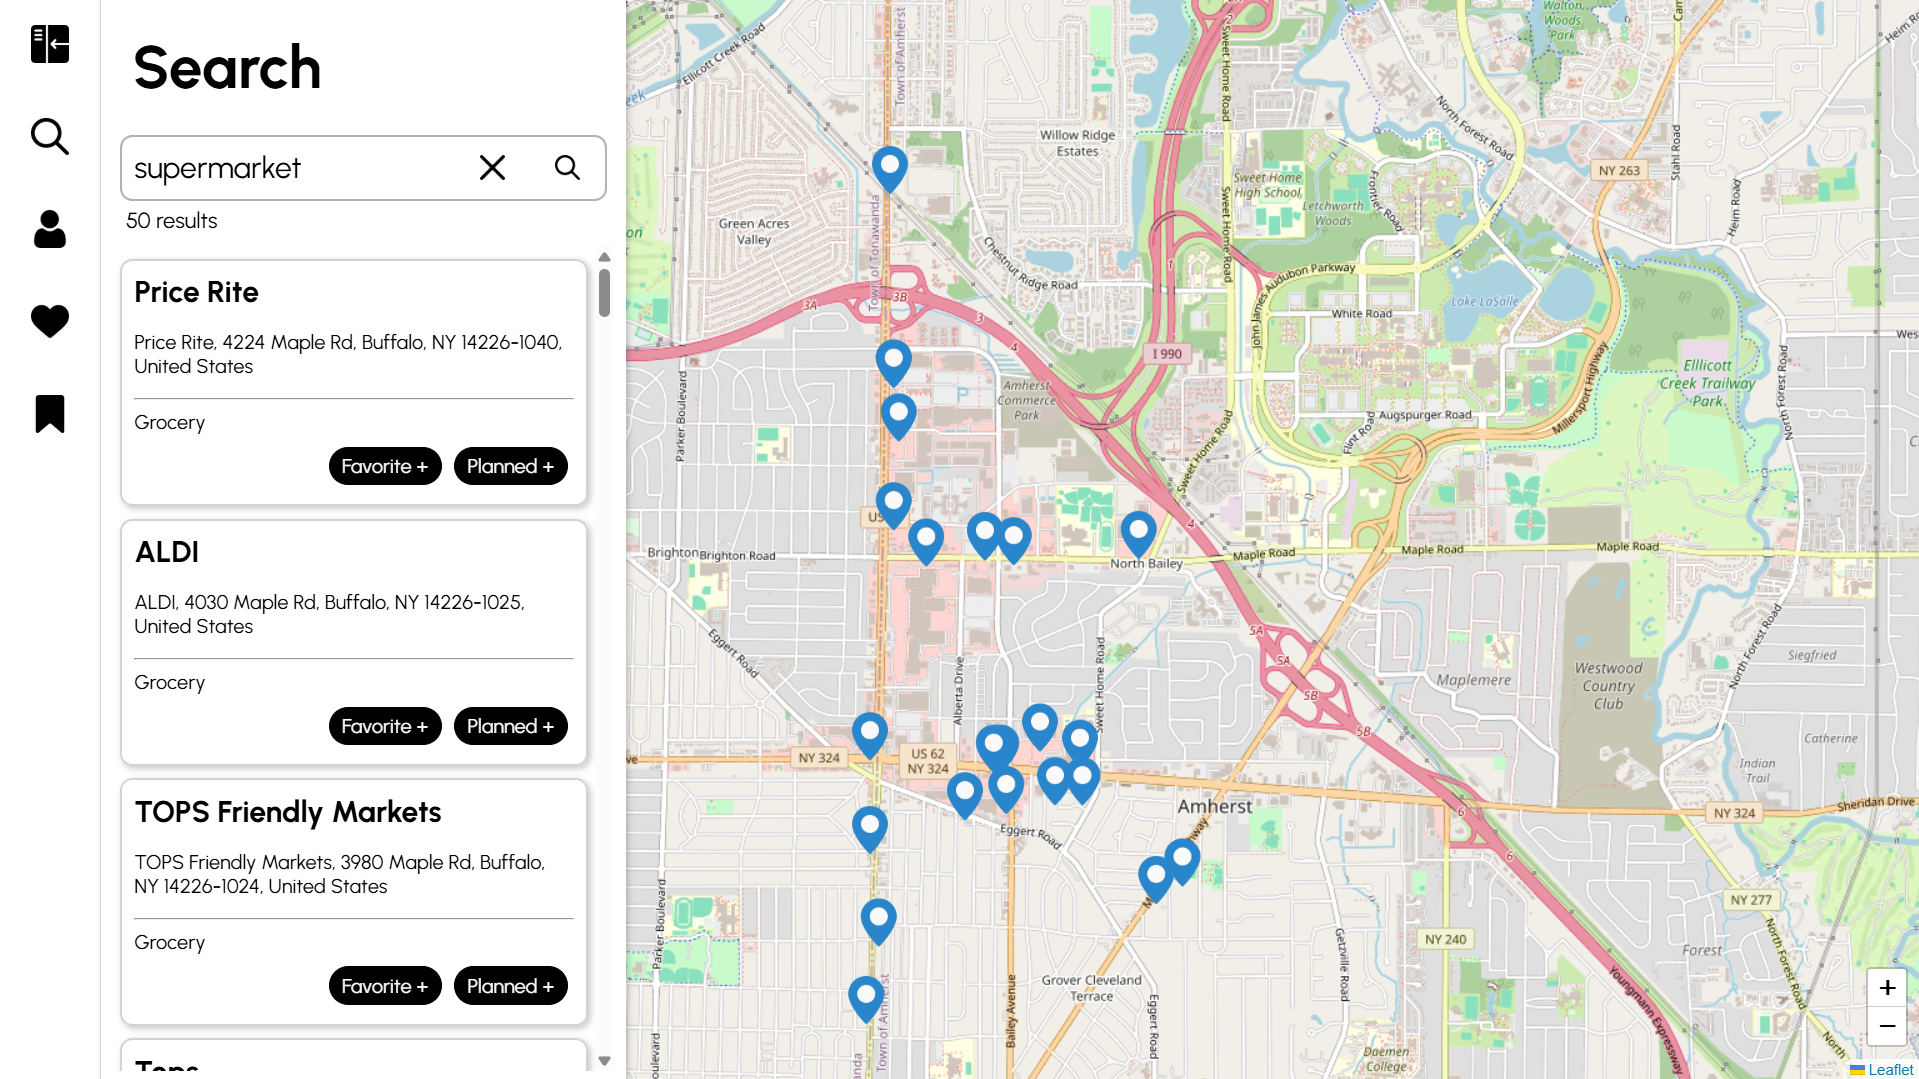 Search
supermarket
50 results
Price Rite
Price Rite, 4224 Maple Rd, Buffalo, NY 14226-1040,
United States
Grocery
Favorite +
Planned +
ALDI
ALDI, 4030 Maple Rd, Buffalo, NY 14226-1025,
United States
Grocery
Favorite +
Planned +
TOPS Friendly Markets
TOPS Friendly Markets, 3980 Maple Rd, Buffalo,
NY 14226-1024, United States
Grocery
Favorite +
Planned +
Tops
Ellicott Creek Road
Town of Amherst
Town of Tonawanda
Green Acres
Valley
Willow Ridge
Estates
Chestnut Ridge Road
Sweet Home Road
Sweet Home Road
Sweet Home
High School
Letchworth
Woods
Frontier Road
Walton
Woods
Park
North Forest Road
NY 263
Stahl Road
Heim Road
Heim Road
John James Audubon Parkway
Lake LaSalle
White Road
Ellicott
Creek Trailway
Park
Augspurger Road
Flint Road
Millersport Highway
North Forest Road
I 990
1
2
3A
3B
3
4
4
Amherst
Commerce
Park
Sweet Home Road
Parker Boulevard
US
Brighton
Brighton Road
North Bailey
Maple Road
Maple Road
Maple Road
Eggert Road
Alberta Drive
Sweet Home Road
5A
5A
5B
5B
Maplemere
Westwood
Country
Club
North Forest Road
Siegfried
Catherine
Indian
Trail
NY 324
US 62
NY 324
Amherst
NY 324
Sheridan Drive
6
6
Eggert Road
Parker Boulevard
Town of Amherst
Bailey Avenue
Grover Cleveland
Terrace
Eggert Road
Getzville Road
NY 240
NY 277
Forest
North Forest Road
Youngmann Expressway
Daemen
College
+
−
Leaflet